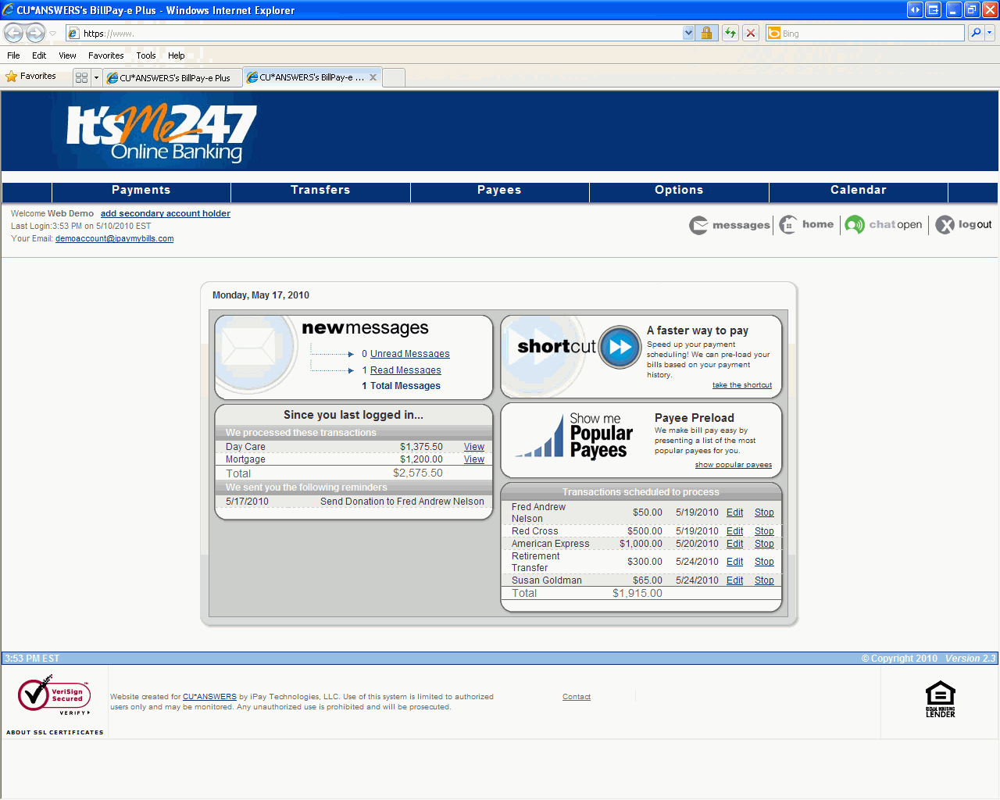 CU*ANSWERS's BillPay-e Plus - Windows Internet Explorer
https://www.
Bing
File Edit View Favorites Tools Help
Favorites
CU*ANSWERS's BillPay-e Plus
CU*ANSWERS's BillPay-e ...
It'sMe247
Online Banking
Payments Transfers Payees Options Calendar
Welcome Web Demo add secondary account holder
Last Login:3:53 PM on 5/10/2010 EST
Your Email: demoaccount@ipaymybills.com
messages home chat open logout
Monday, May 17, 2010
newmessages
0 Unread Messages
1 Read Messages
1 Total Messages
Since you last logged in...
We processed these transactions
Day Care $1,375.50 View
Mortgage $1,200.00 View
Total $2,575.50
We sent you the following reminders
5/17/2010 Send Donation to Fred Andrew Nelson
shortcut
A faster way to pay
Speed up your payment
scheduling! We can pre-load your
bills based on your payment
history.
take the shortcut
Show me
Popular
Payees
Payee Preload
We make bill pay easy by
presenting a list of the most
popular payees for you.
show popular payees
Transactions scheduled to process
Fred Andrew
Nelson $50.00 5/19/2010 Edit Stop
Red Cross $500.00 5/19/2010 Edit Stop
American Express $1,000.00 5/20/2010 Edit Stop
Retirement
Transfer $300.00 5/24/2010 Edit Stop
Susan Goldman $65.00 5/24/2010 Edit Stop
Total $1,915.00
3:53 PM EST
© Copyright 2010 Version 2.3
VeriSign
Secured
VERIFY
ABOUT SSL CERTIFICATES
Website created for CU*ANSWERS by iPay Technologies, LLC. Use of this system is limited to authorized
users only and may be monitored. Any unauthorized use is prohibited and will be prosecuted.
Contact
EQUAL HOUSING
LENDER